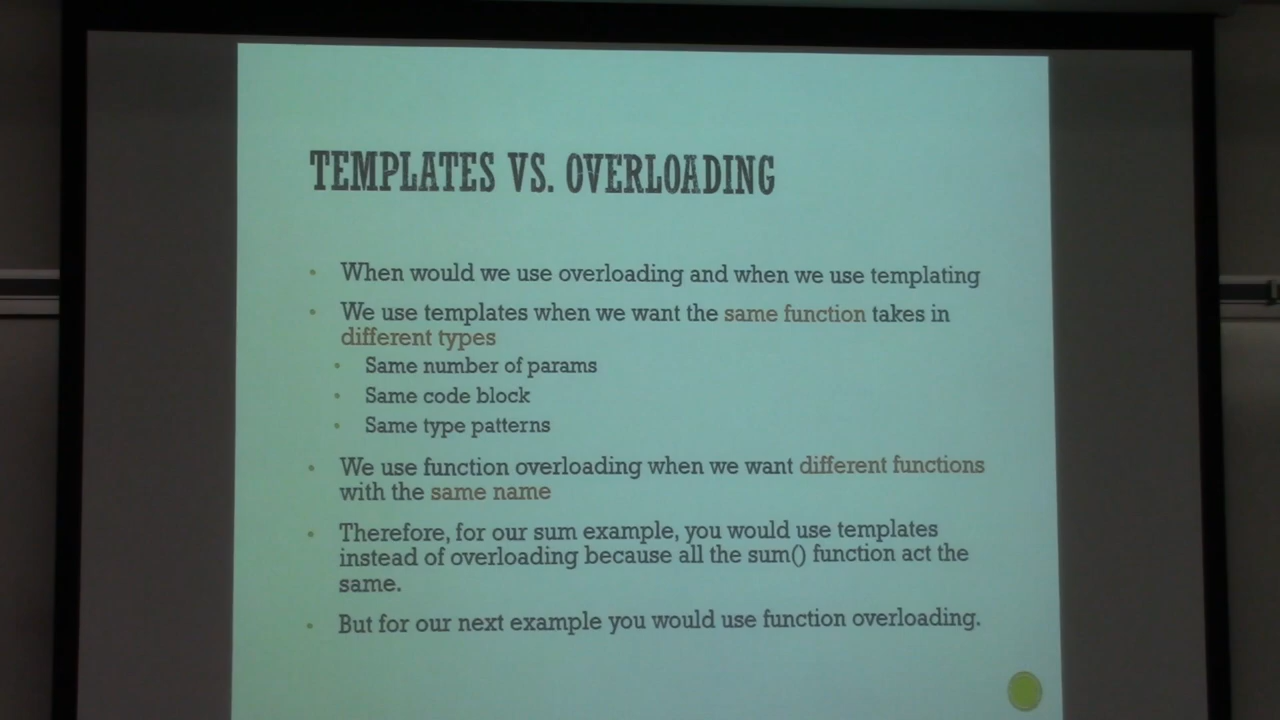 TEMPLATES VS. OVERLOADING
When would we use overloading and when we use templating
We use templates when we want the same function takes in
different types
Same number of params
Same code block
Same type patterns
We use function overloading when we want different functions
with the same name
Therefore, for our sum example, you would use templates
instead of overloading because all the sum() function act the
same.
But for our next example you would use function overloading.